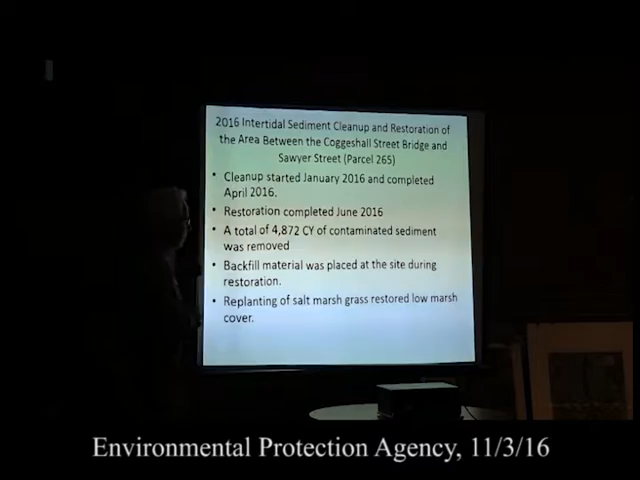 2016 Intertidal Sediment Cleanup and Restoration of
the Area Between the Coggeshall Street Bridge and
Sawyer Street (Parcel 265)
• Cleanup started January 2016 and completed
April 2016.
• Restoration completed June 2016
• A total of 4,872 CY of contaminated sediment
was removed
• Backfill material was placed at the site during
restoration.
• Replanting of salt marsh grass restored low marsh
cover.
Environmental Protection Agency, 11/3/16